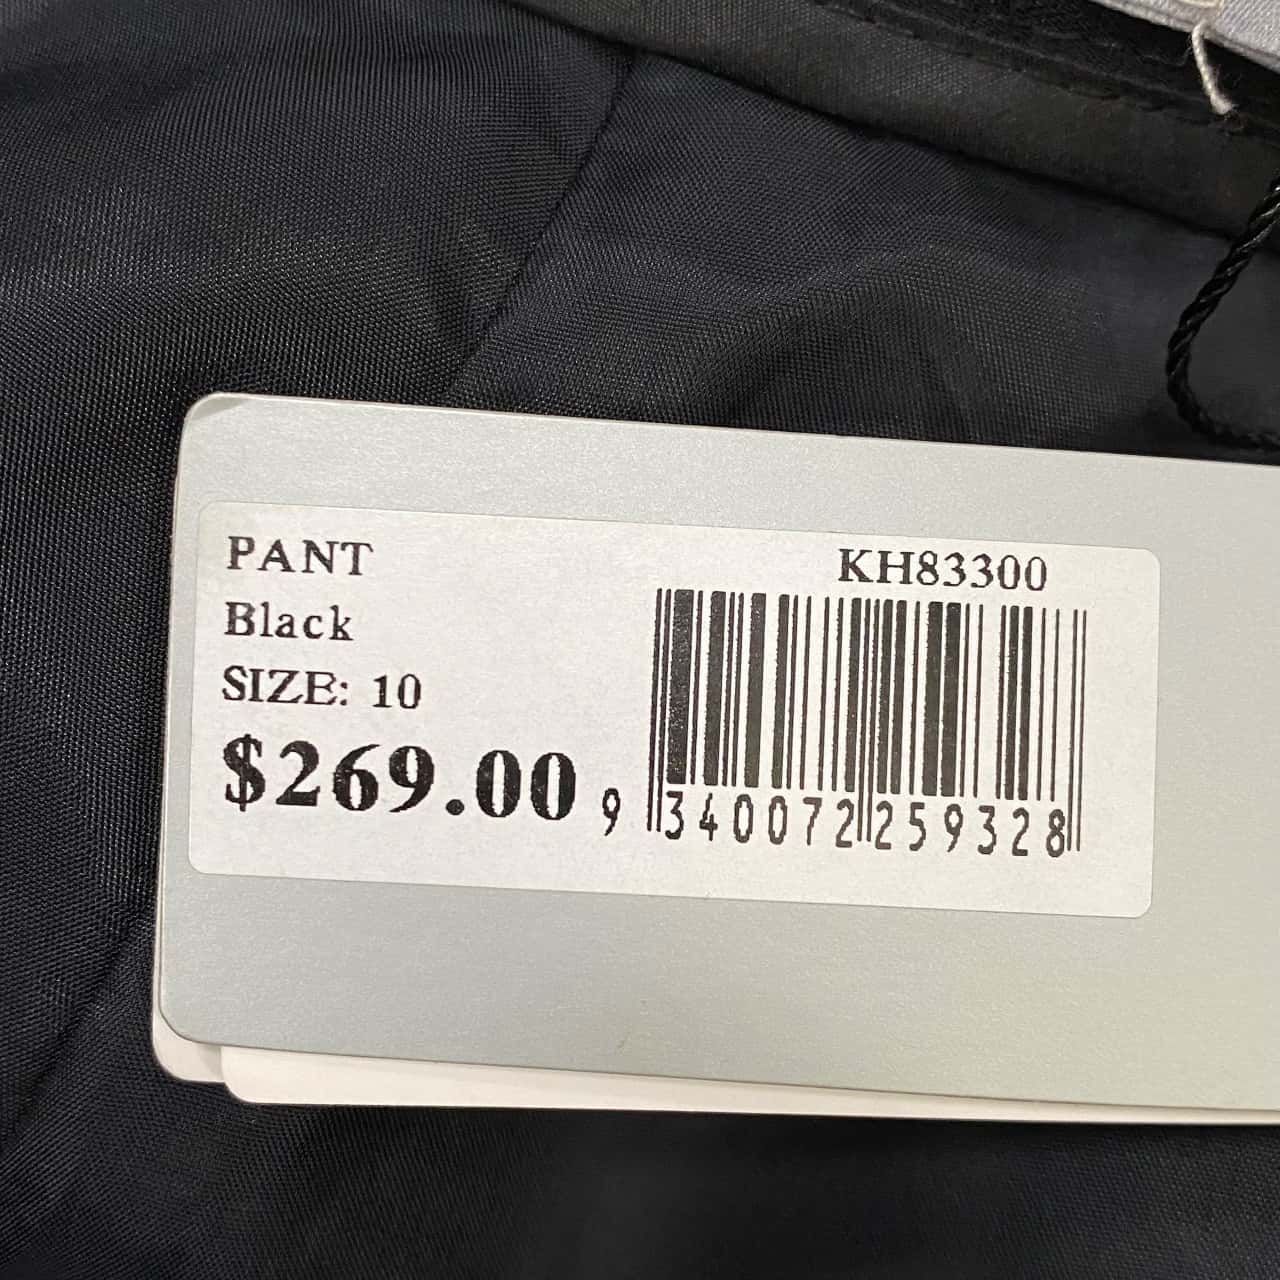 PANT
KH83300
Black
SIZE: 10
$269.00
9 340072 259328